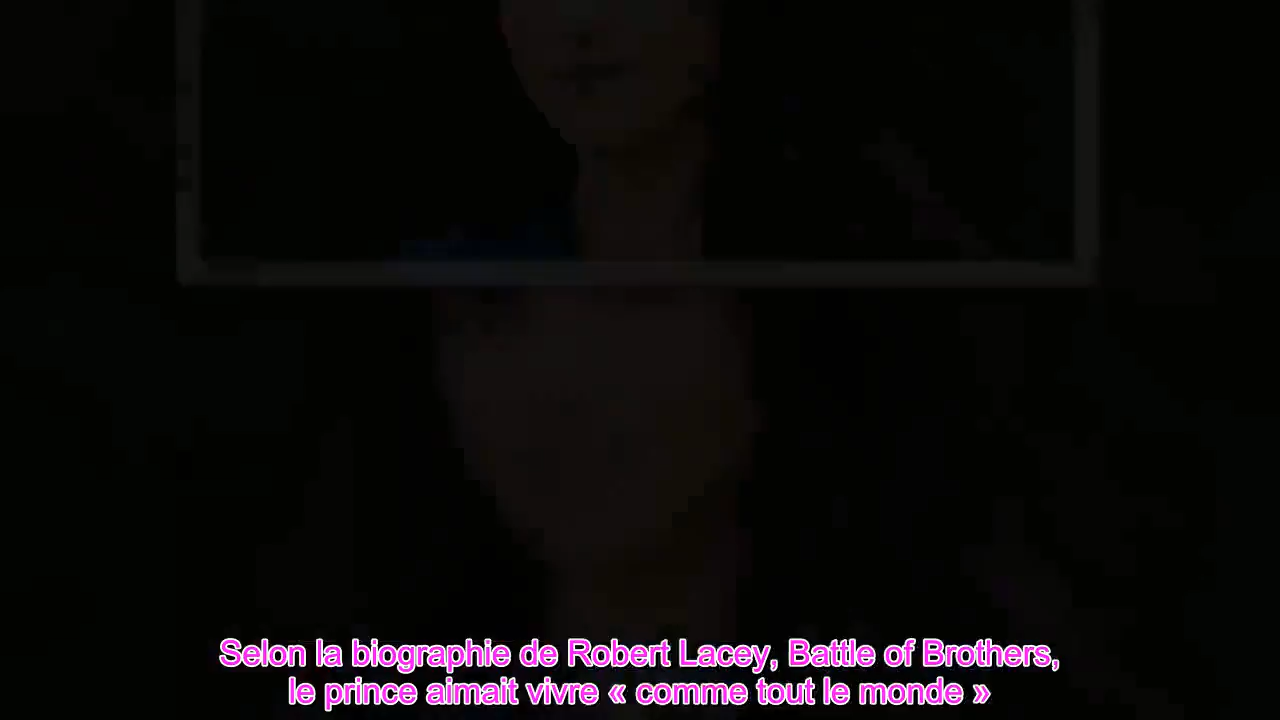 Selon la biographie de Robert Lacey, Battle of Brothers,
le prince aimait vivre « comme tout le monde »